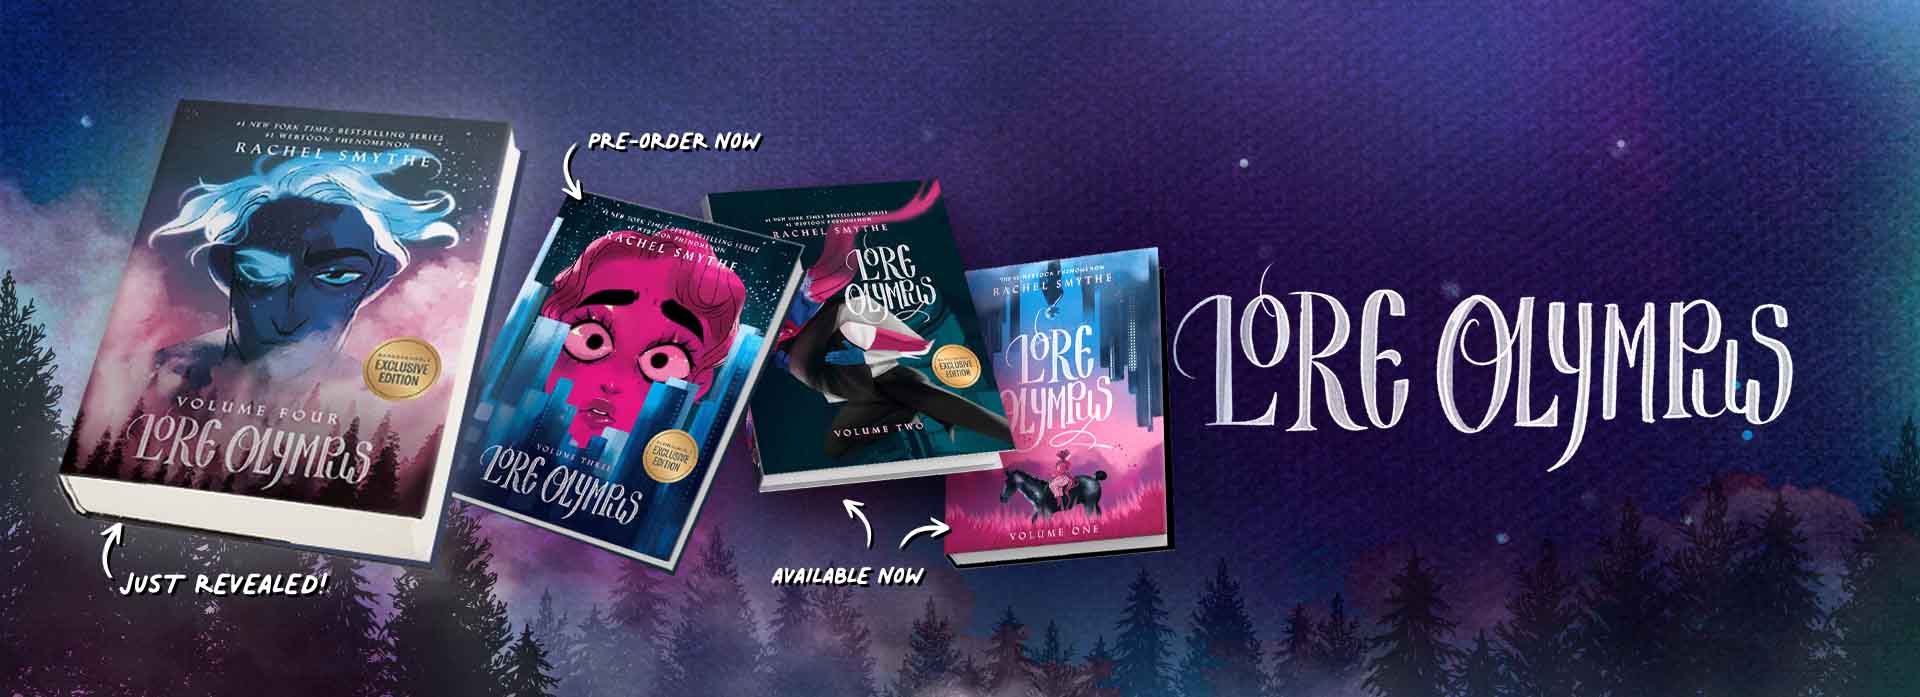 #1 NEW YORK TIMES BESTSELLING SERIES
#1 WEBTOON PHENOMENON
RACHEL SMYTHE
EXCLUSIVE
EDITION
VOLUME FOUR
LORE OLYMPUS
JUST REVEALED!
PRE-ORDER NOW
#1 NEW YORK TIMES BESTSELLING SERIES
#1 WEBTOON PHENOMENON
RACHEL SMYTHE
EXCLUSIVE
EDITION
VOLUME THREE
LORE OLYMPUS
#1 NEW YORK TIMES BESTSELLING SERIES
#1 WEBTOON PHENOMENON
RACHEL SMYTHE
LORE
OLYMPUS
EXCLUSIVE
EDITION
VOLUME TWO
AVAILABLE NOW
THE #1 WEBTOON PHENOMENON
RACHEL SMYTHE
LORE
OLYMPUS
VOLUME ONE
LORE OLYMPUS